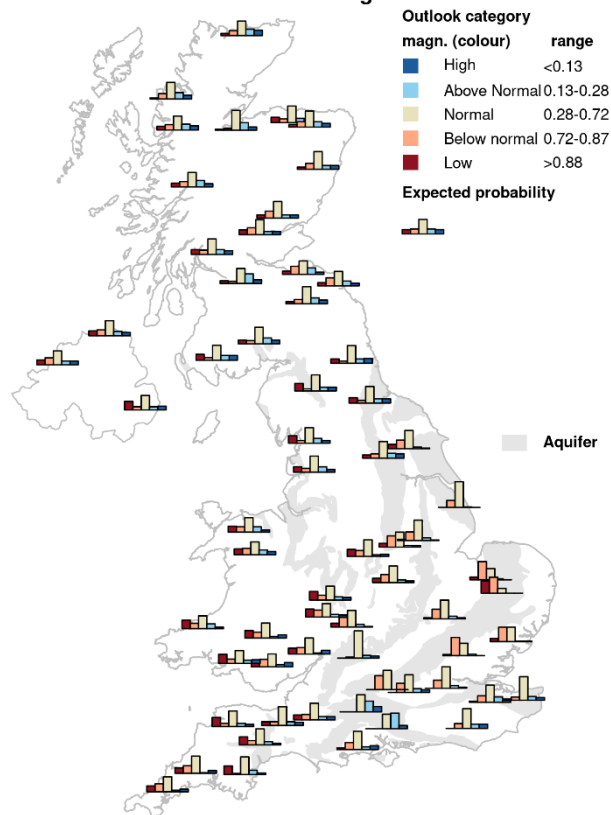 Outlook category
magn. (colour) range
High <0.13
Above Normal 0.13-0.28
Normal 0.28-0.72
Below normal 0.72-0.87
Low >0.88
Expected probability
Aquifer